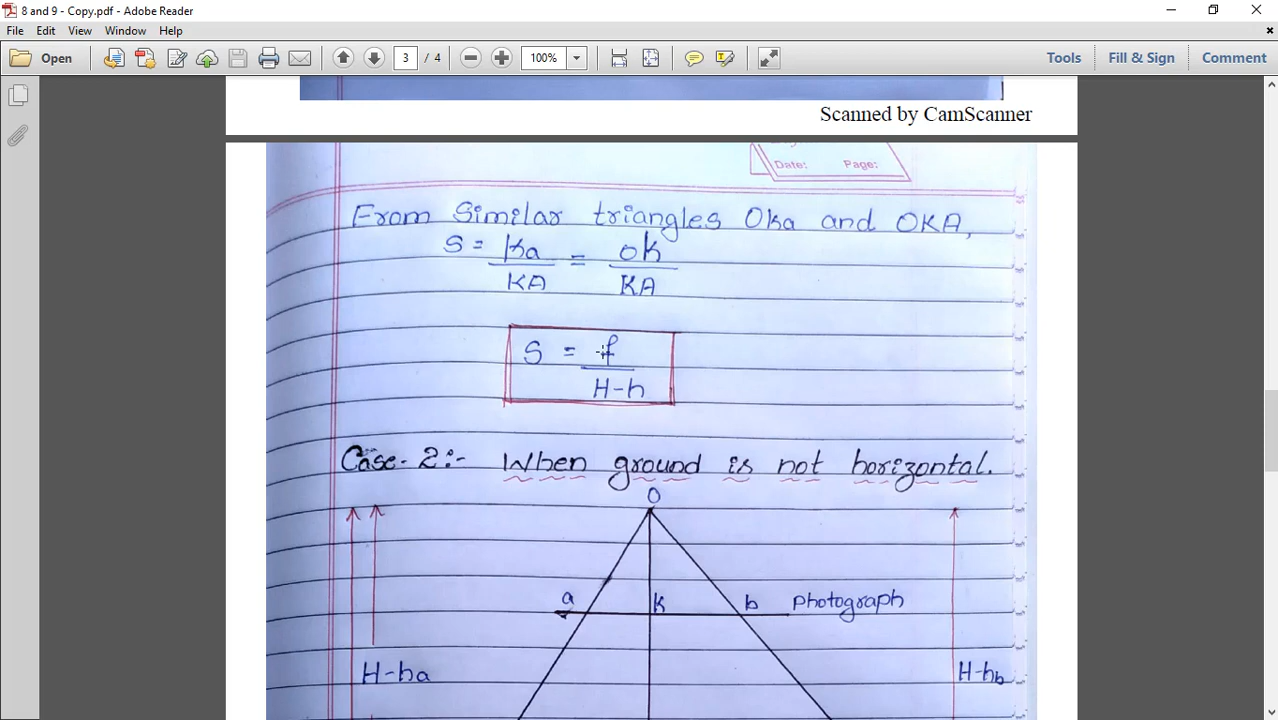 8 and 9 - Copy.pdf - Adobe Reader
File Edit View Window Help
Open 3 / 4 100% Tools Fill & Sign Comment
Scanned by CamScanner
Date: Page:
From Similar triangles Oka and OKA,
S = Ka / KA = OK / KA
S = f / H-h
Case-2:- When ground is not horizontal.
O
a K b Photograph
H-ha H-hb